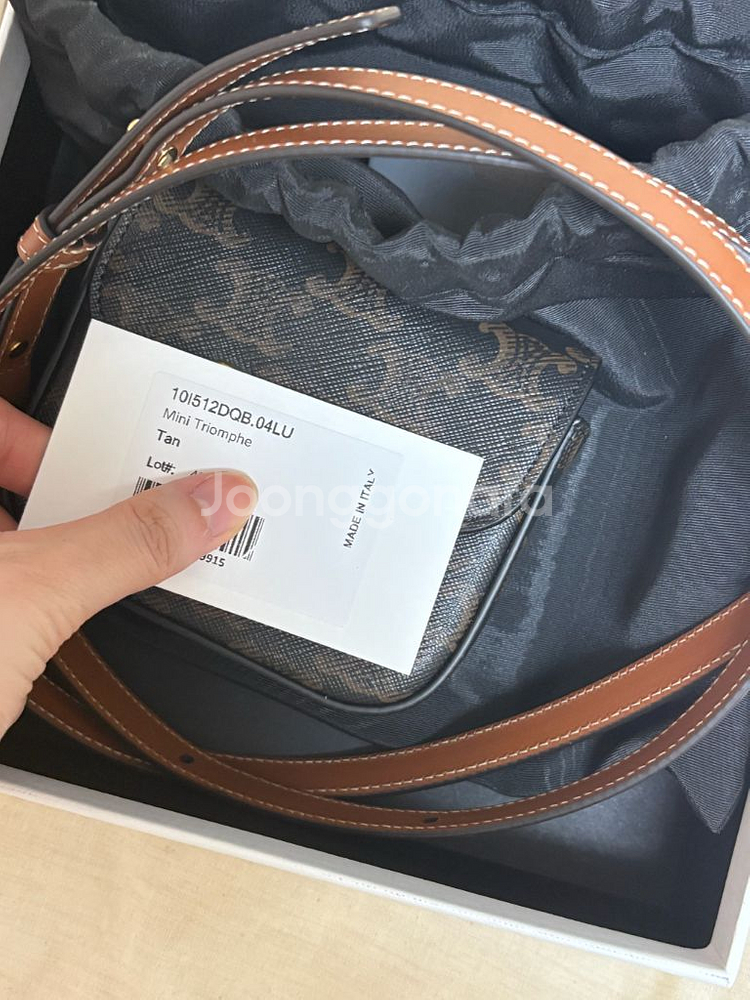 10I512DQB.04LU
Mini Triomphe
Tan
Lot#:
MADE IN ITALY
9915
Joonggonara